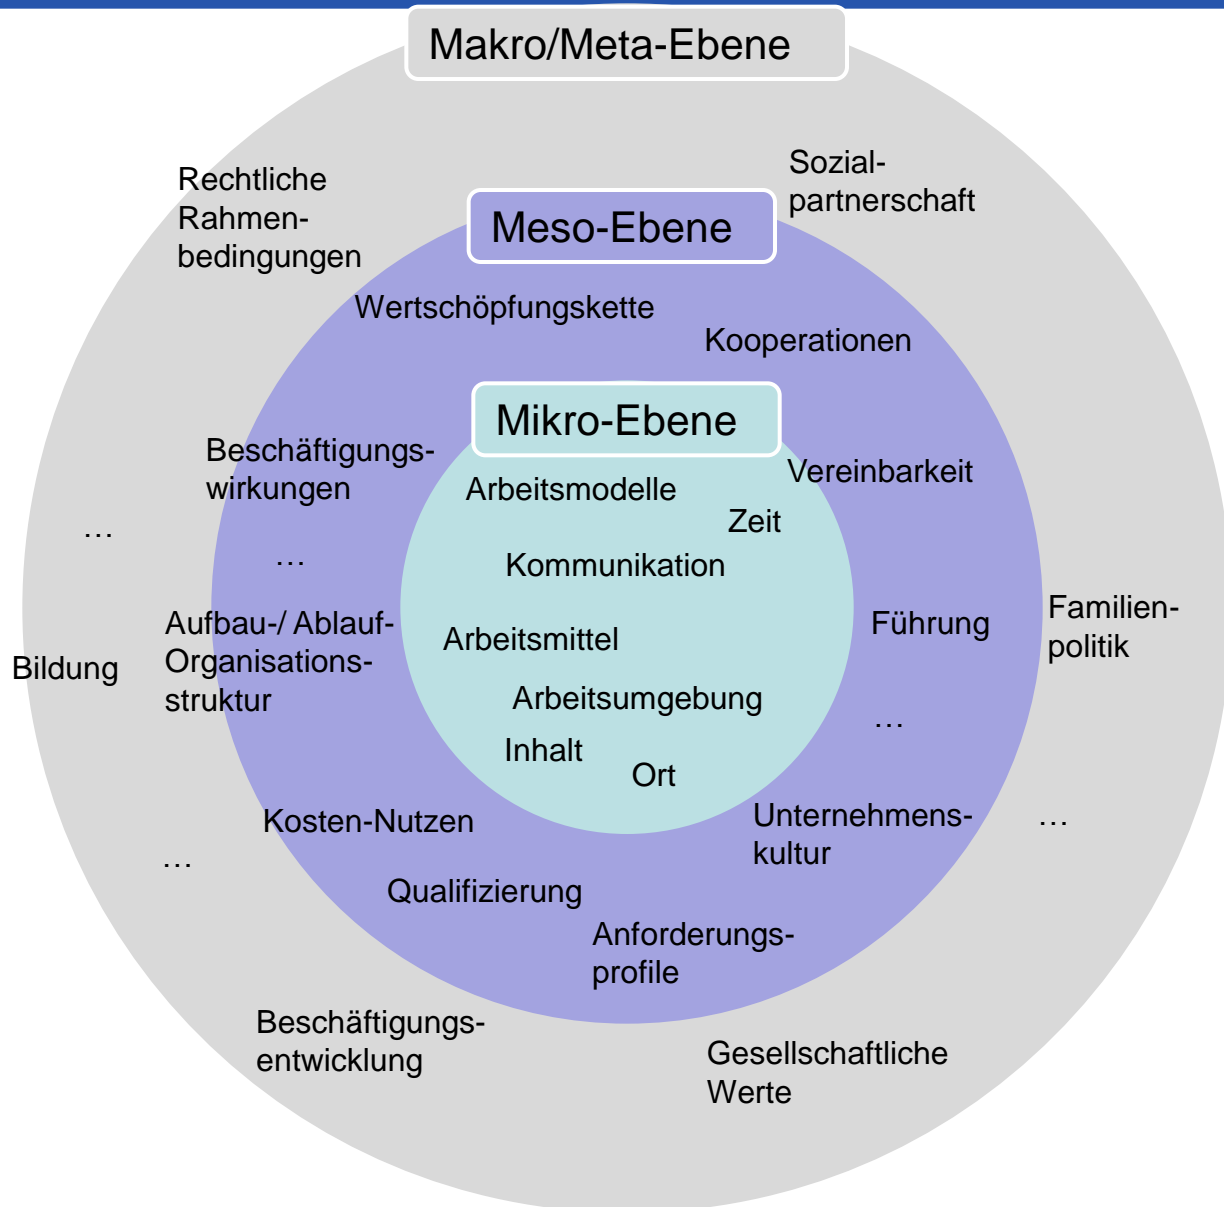 Makro/Meta-Ebene
Rechtliche
Rahmen-
bedingungen
Sozial-
partnerschaft
Meso-Ebene
Wertschöpfungskette
Kooperationen
Mikro-Ebene
Beschäftigungs-
wirkungen
Arbeitsmodelle
Vereinbarkeit
Zeit
…
…
Kommunikation
Aufbau-/ Ablauf-
Organisations-
struktur
Arbeitsmittel
Führung
Familien-
politik
Bildung
Arbeitsumgebung
…
Inhalt
Ort
Kosten-Nutzen
Unternehmens-
kultur
…
…
Qualifizierung
Anforderungs-
profile
Beschäftigungs-
entwicklung
Gesellschaftliche
Werte